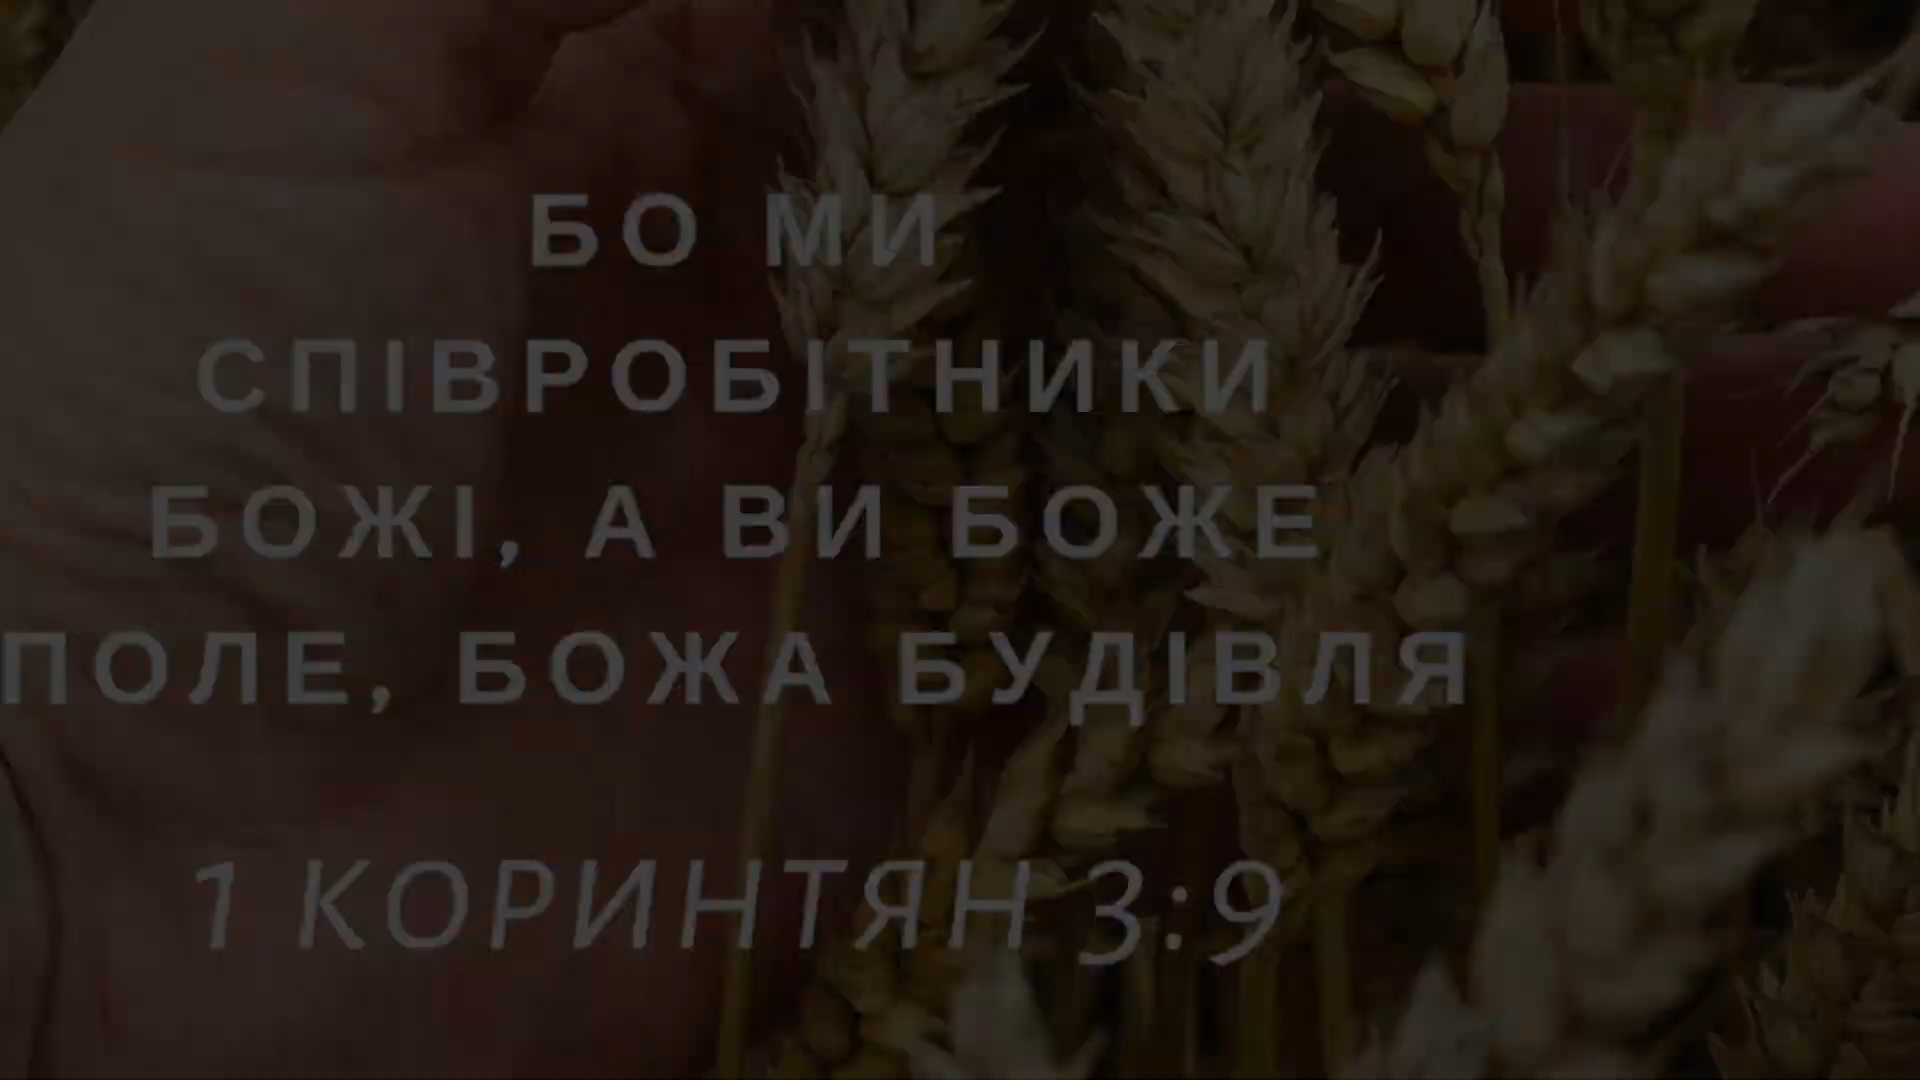 БО МИ
СПІВРОБІТНИКИ
БОЖІ, А ВИ БОЖЕ
ПОЛЕ, БОЖА БУДІВЛЯ
1 КОРИНТЯН 3:9